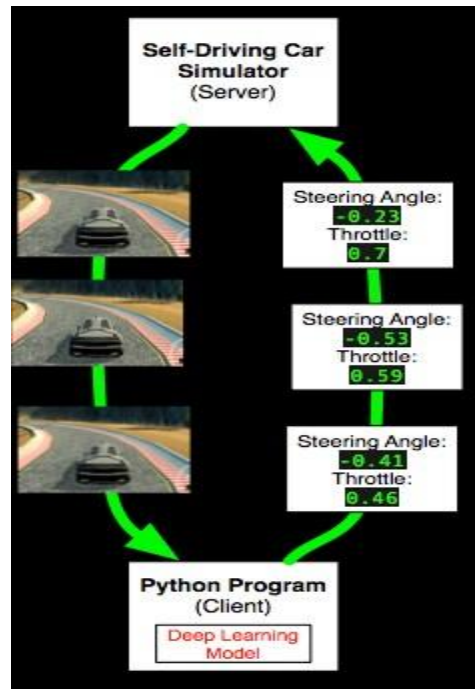 Self-Driving Car
Simulator
(Server)
Steering Angle:
-0.23
Throttle:
0.7
Steering Angle:
-0.53
Throttle:
0.59
Steering Angle:
-0.41
Throttle:
0.46
Python Program
(Client)
Deep Learning
Model